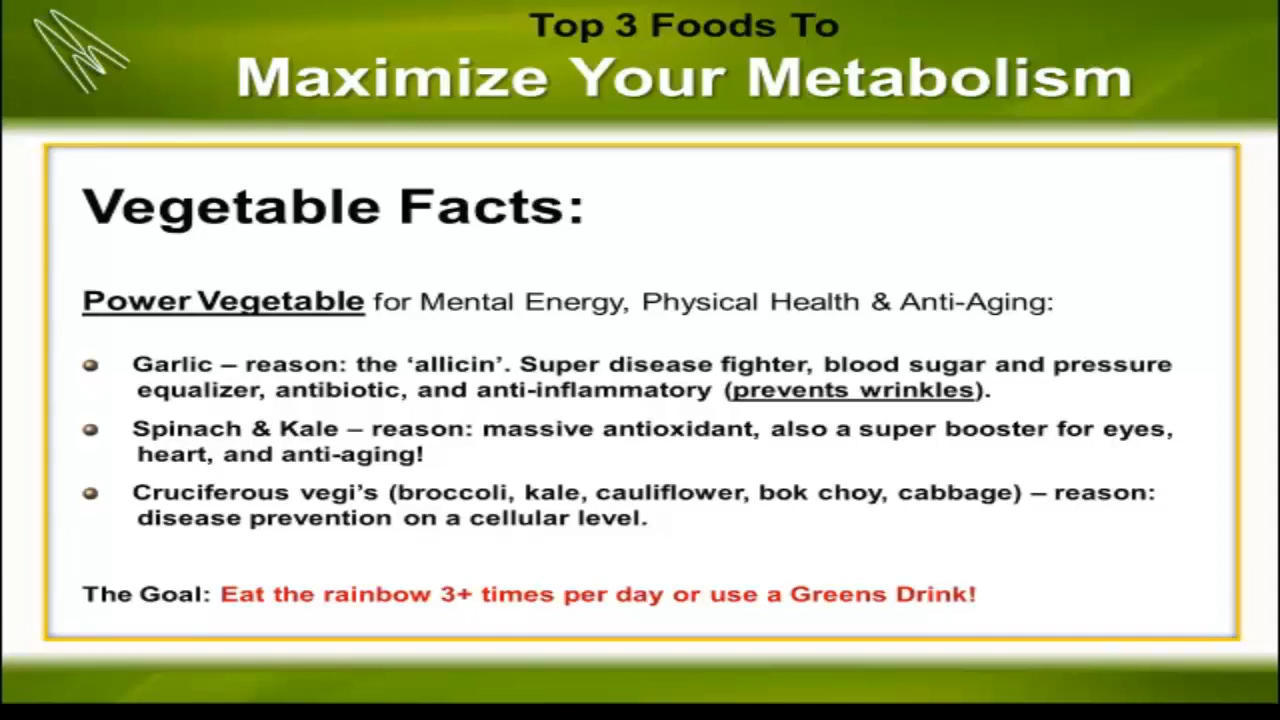 Top 3 Foods To
Maximize Your Metabolism
Vegetable Facts:
Power Vegetable for Mental Energy, Physical Health & Anti-Aging:
Garlic – reason: the ‘allicin’. Super disease fighter, blood sugar and pressure
equalizer, antibiotic, and anti-inflammatory (prevents wrinkles).
Spinach & Kale – reason: massive antioxidant, also a super booster for eyes,
heart, and anti-aging!
Cruciferous vegi’s (broccoli, kale, cauliflower, bok choy, cabbage) – reason:
disease prevention on a cellular level.
The Goal: Eat the rainbow 3+ times per day or use a Greens Drink!